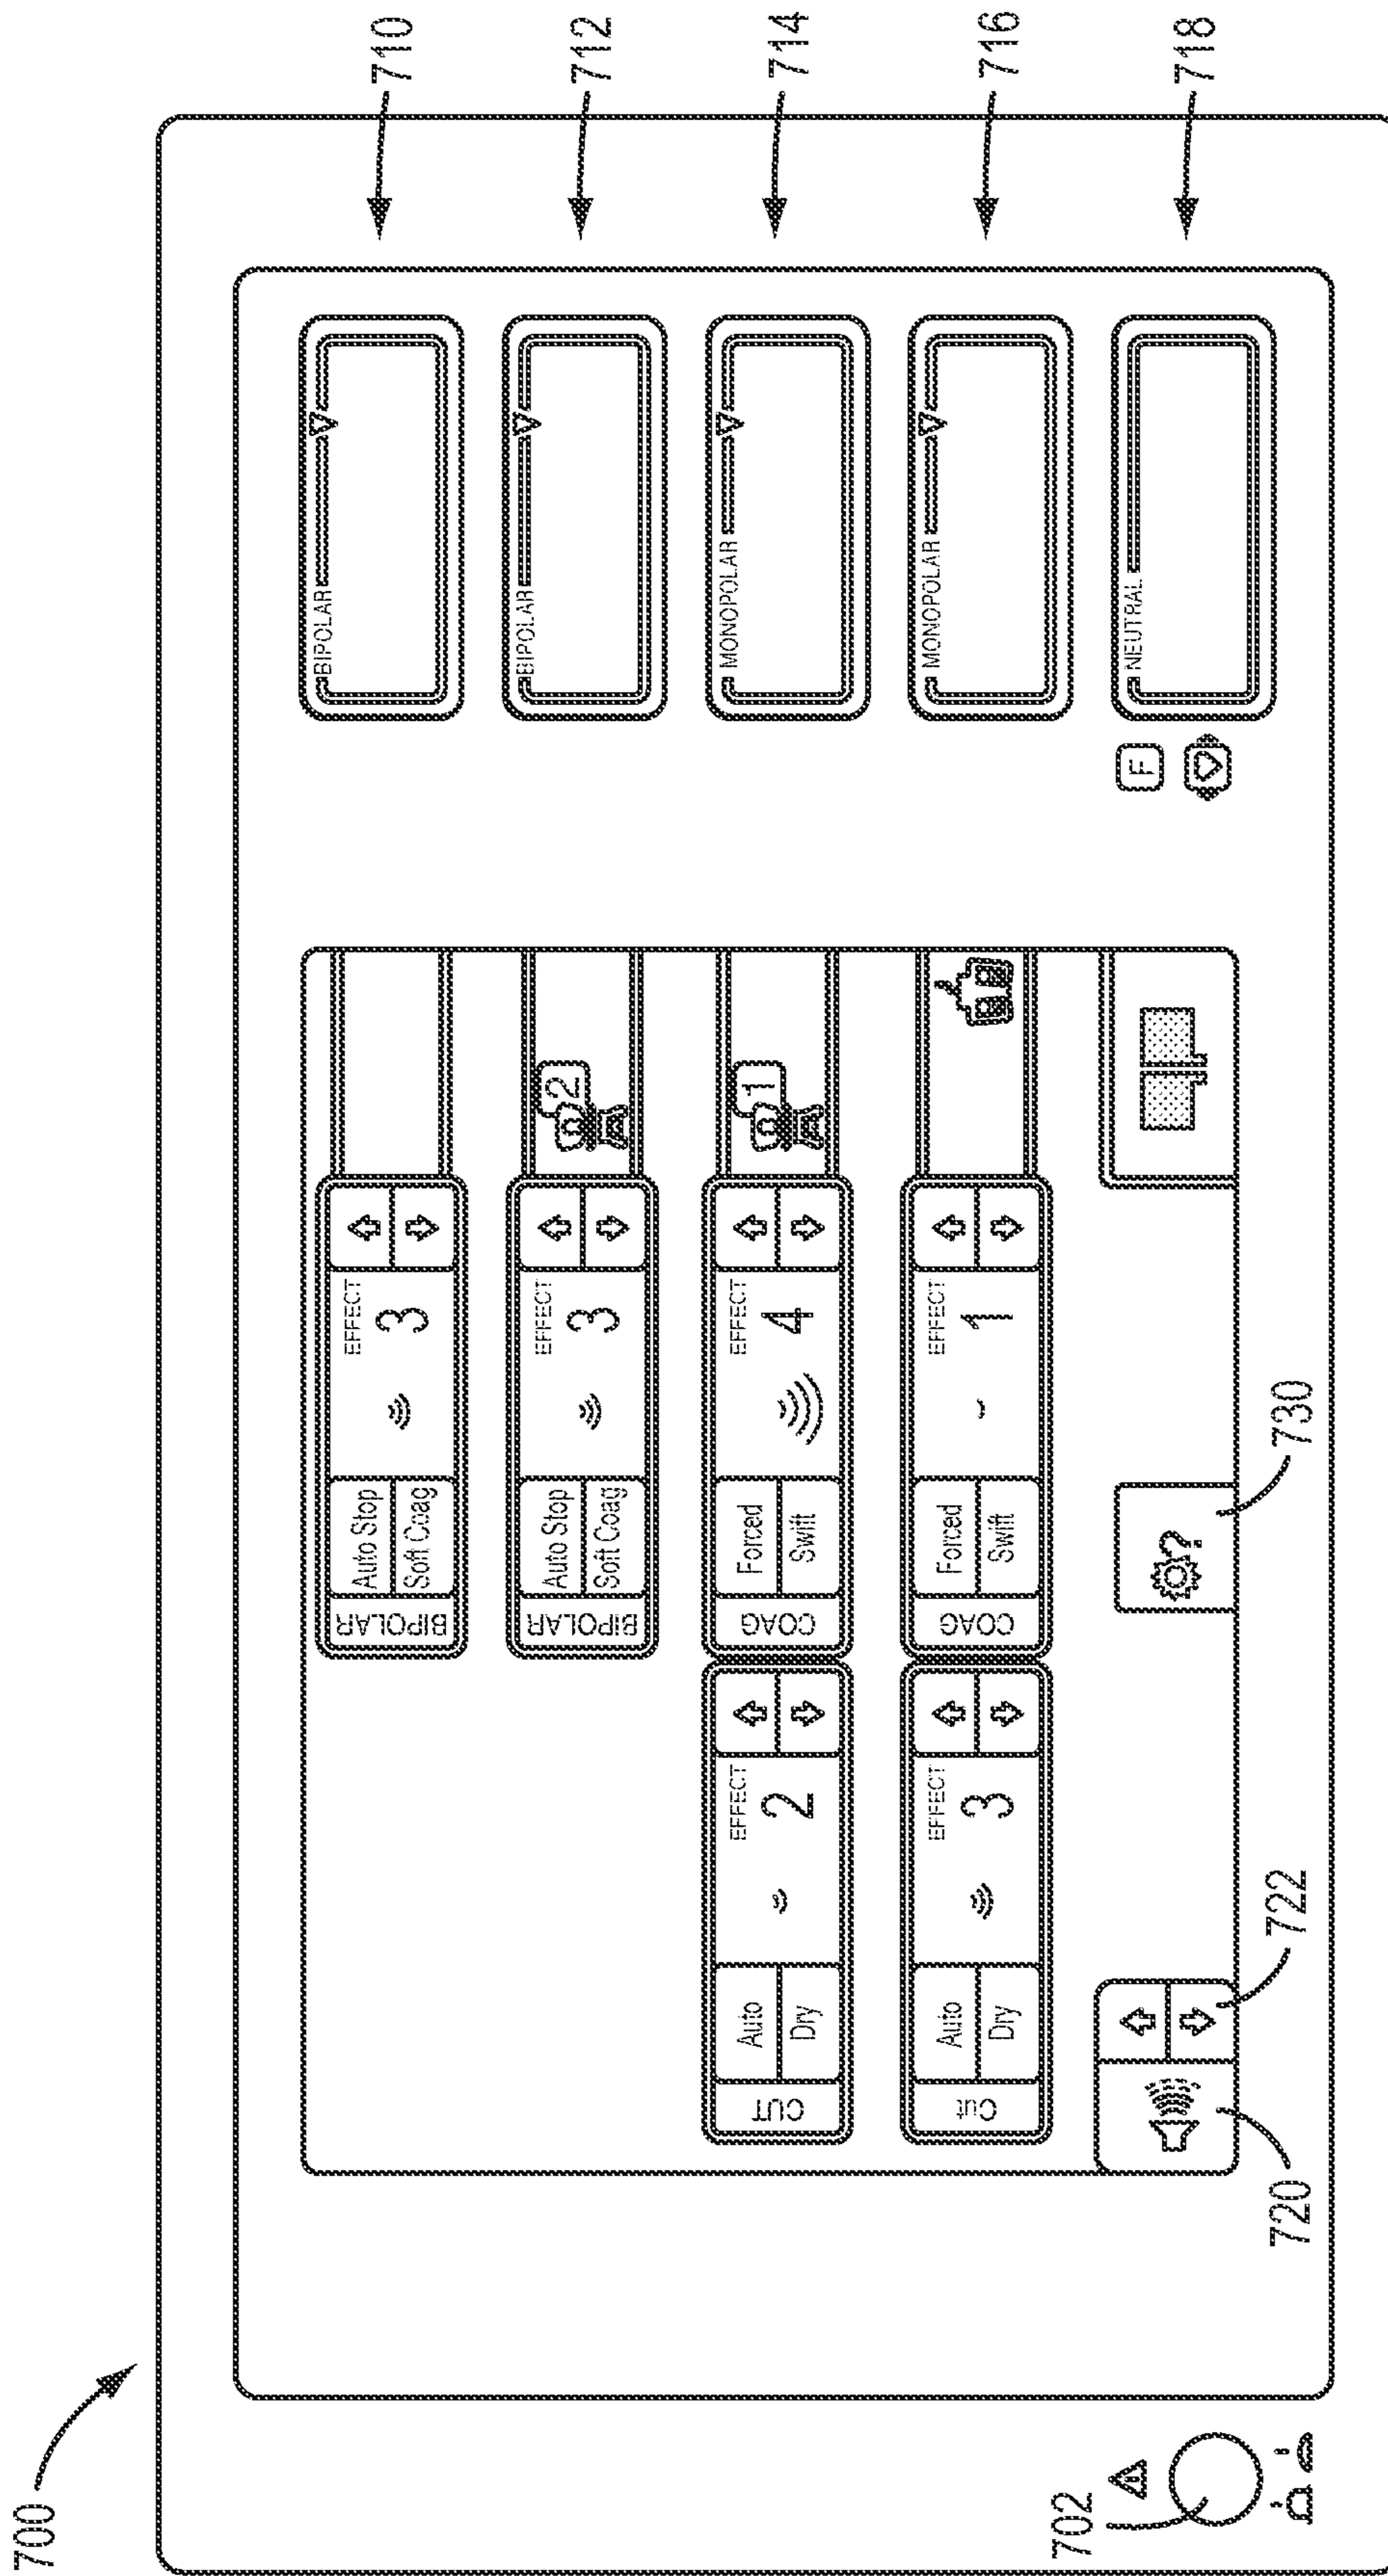 700
BIPOLAR
Auto Stop
Soft Coag
EFFECT
3
BIPOLAR
710
BIPOLAR
Auto Stop
Soft Coag
EFFECT
3
2
BIPOLAR
712
CUT
Auto
Dry
EFFECT
2
COAG
Forced
Swift
EFFECT
4
1
MONOPOLAR
714
Cut
Auto
Dry
EFFECT
3
COAG
Forced
Swift
EFFECT
1
MONOPOLAR
716
?
F
NEUTRAL
718
702
720
722
730